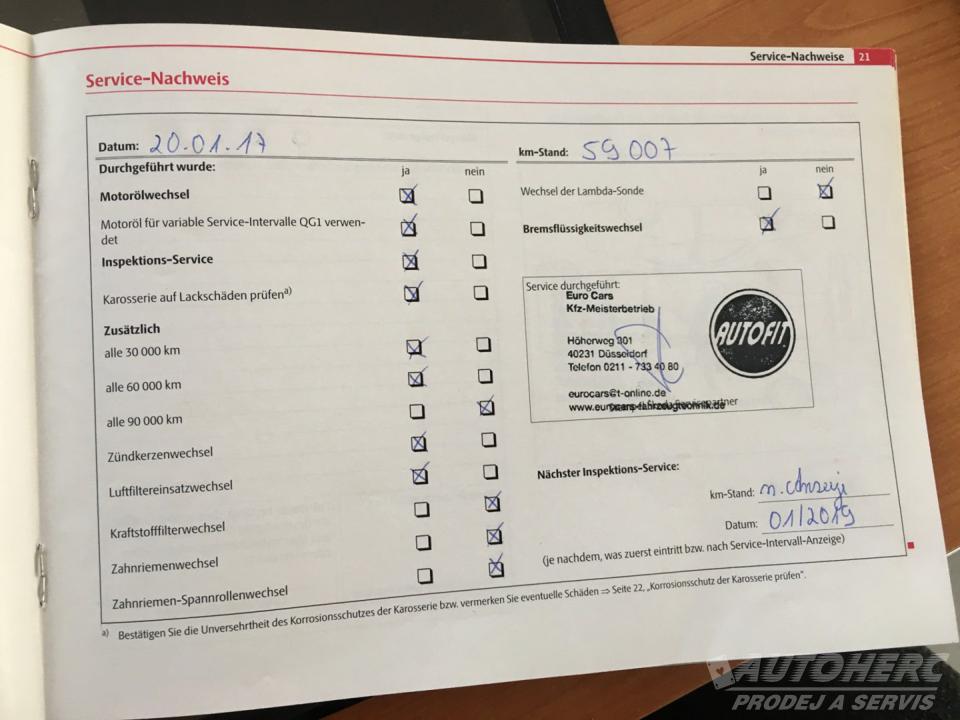 Service-Nachweise 21
Service-Nachweis
Datum: 20.01.17
Durchgeführt wurde:
ja nein
Motorölwechsel
Motoröl für variable Service-Intervalle QG1 verwen-
det
Inspektions-Service
Karosserie auf Lackschäden prüfen a)
Zusätzlich
alle 30 000 km
alle 60 000 km
alle 90 000 km
Zündkerzenwechsel
Luftfiltereinsatzwechsel
Kraftstofffilterwechsel
Zahnriemenwechsel
Zahnriemen-Spannrollenwechsel
km-Stand: 59 007
ja nein
Wechsel der Lambda-Sonde
Bremsflüssigkeitswechsel
Service durchgeführt:
Euro Cars
Kfz-Meisterbetrieb
Höherweg 301
40231 Düsseldorf
Telefon 0211 - 733 40 80
eurocars@t-online.de
www.eurocars-fahrzeugtechnik.de
Servicepartner
AUTOFIT
Nächster Inspektions-Service:
km-Stand: n. Anzeige
Datum: 01/2019
(je nachdem, was zuerst eintritt bzw. nach Service-Intervall-Anzeige)
a) Bestätigen Sie die Unversehrtheit des Korrosionsschutzes der Karosserie bzw. vermerken Sie eventuelle Schäden ⇒ Seite 22, „Korrosionsschutz der Karosserie prüfen".
AUTOHERC
PRODEJ A SERVIS